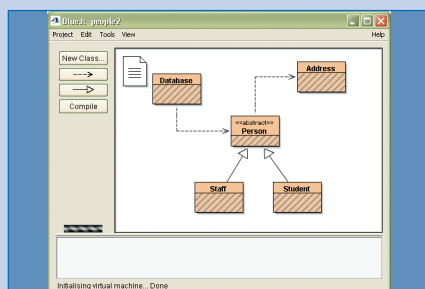 BlueJ: people2
Project Edit Tools View Help
New Class...
Compile
Database
Address
<<abstract>>
Person
Staff Student
Initialising virtual machine... Done